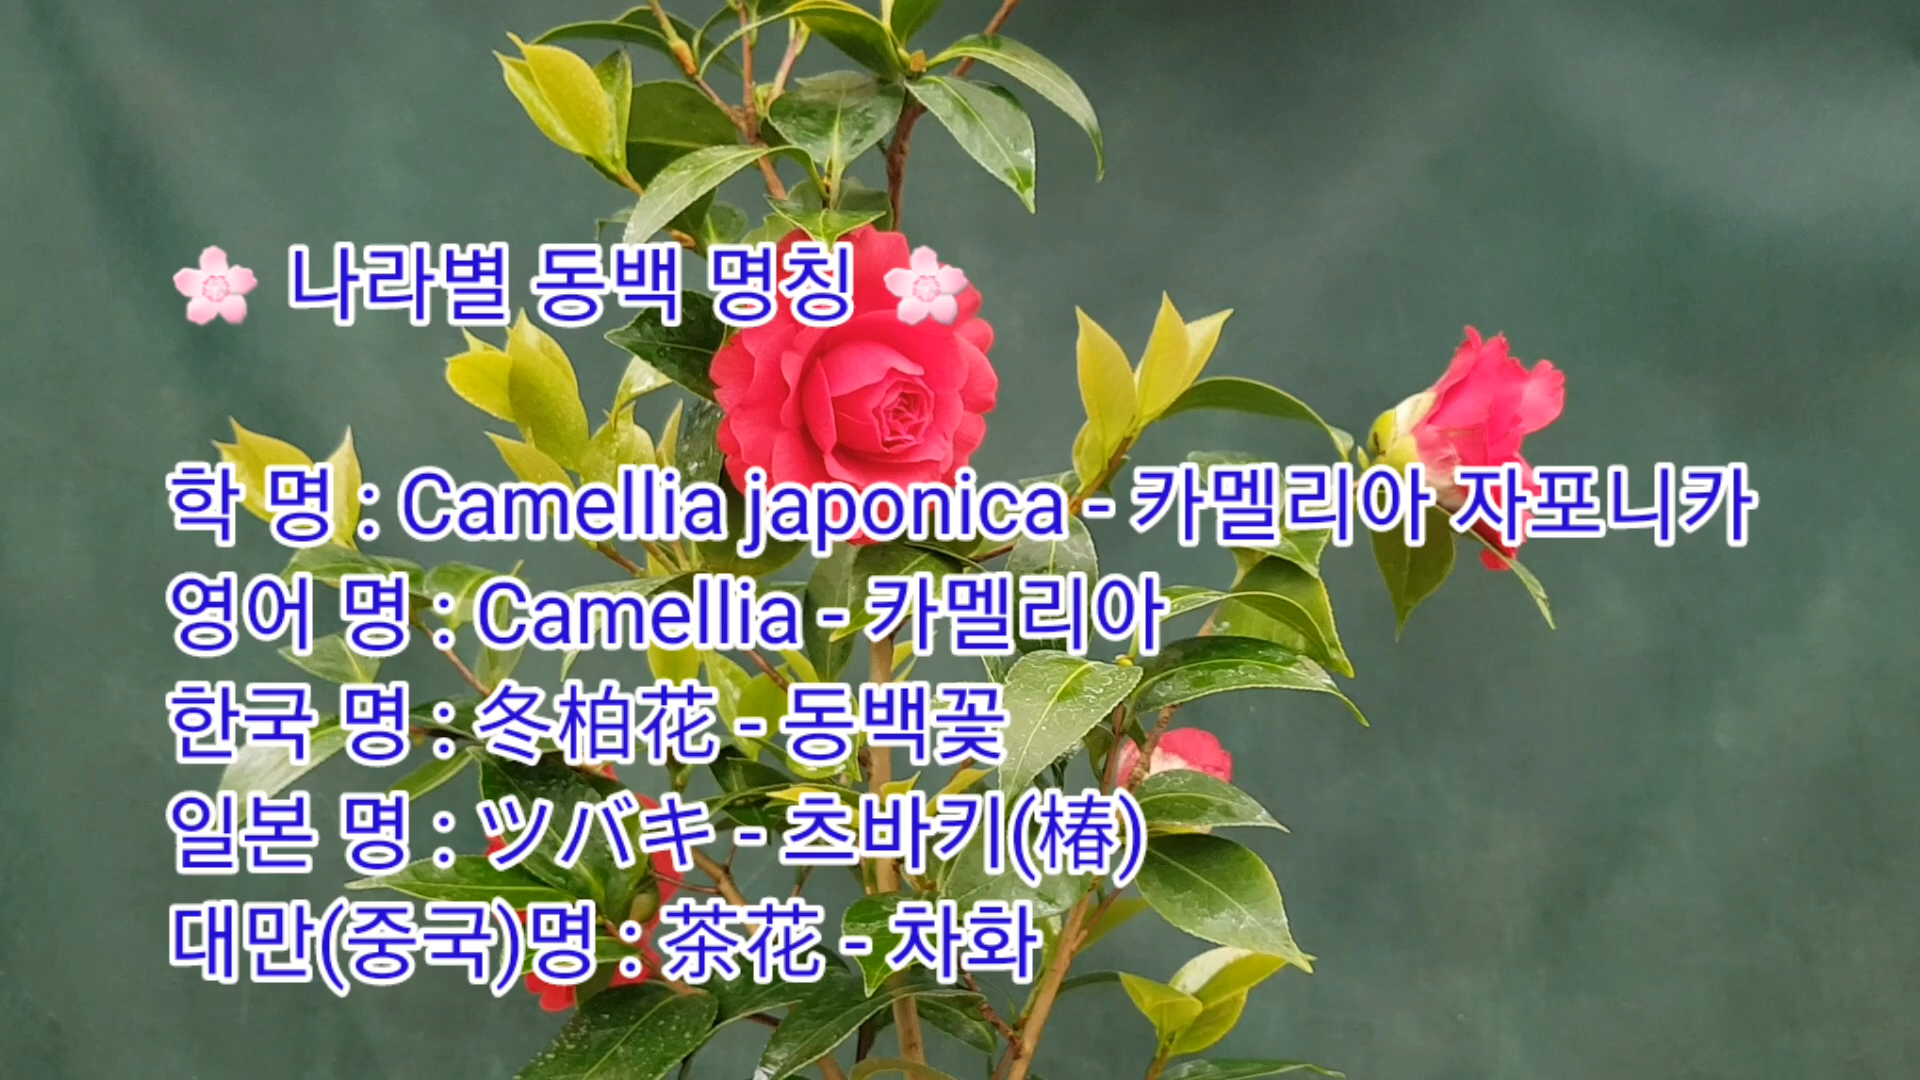 🌸 나라별 동백 명칭 🌸
학 명 : Camellia japonica - 카멜리아 자포니카
영어 명 : Camellia - 카멜리아
한국 명 : 冬柏花 - 동백꽃
일본 명 : ツバキ - 츠바키(椿)
대만(중국)명 : 茶花 - 차화